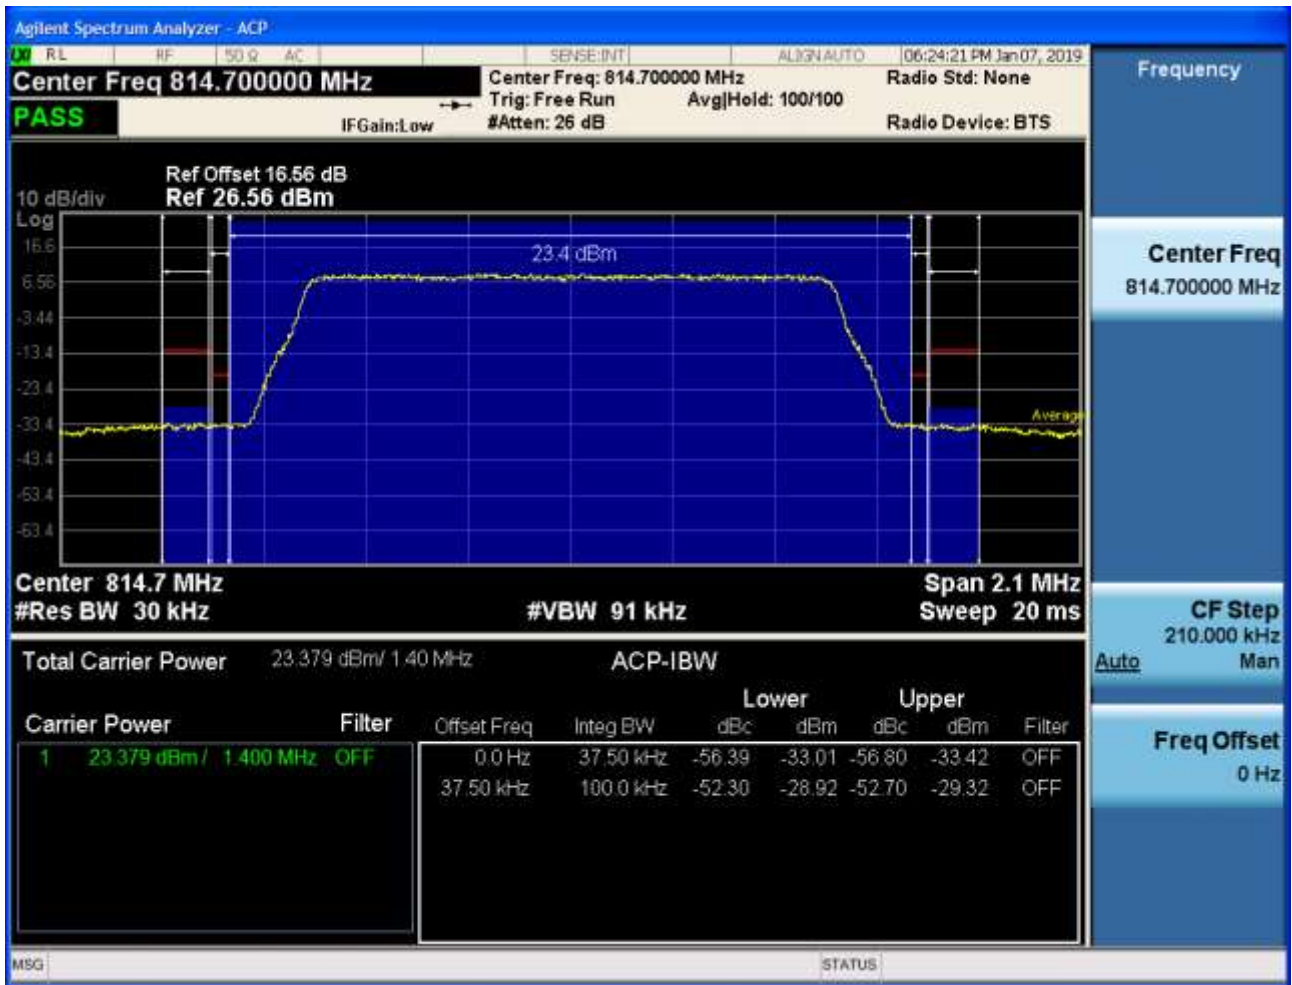 Agilent Spectrum Analyzer - ACP
LXI RL RF 50 Ω AC SENSE:INT ALIGN AUTO 06:24:21 PM Jan 07, 2019
Center Freq 814.700000 MHz
Center Freq: 814.700000 MHz
Radio Std: None
Trig: Free Run Avg|Hold: 100/100
PASS
IFGain:Low
#Atten: 26 dB
Radio Device: BTS
Frequency
Ref Offset 16.56 dB
10 dB/div Ref 26.56 dBm
Log
16.6
6.56
-3.44
-13.4
-23.4
-33.4
-43.4
-53.4
-63.4
23.4 dBm
Average
Center Freq
814.700000 MHz
Center 814.7 MHz Span 2.1 MHz
#Res BW 30 kHz #VBW 91 kHz Sweep 20 ms
CF Step
210.000 kHz
Auto Man
Total Carrier Power 23.379 dBm/ 1.40 MHz ACP-IBW
Lower Upper
Carrier Power Filter Offset Freq Integ BW dBc dBm dBc dBm Filter
1 23.379 dBm / 1.400 MHz OFF 0.0 Hz 37.50 kHz -56.39 -33.01 -56.80 -33.42 OFF
37.50 kHz 100.0 kHz -52.30 -28.92 -52.70 -29.32 OFF
Freq Offset
0 Hz
MSG STATUS